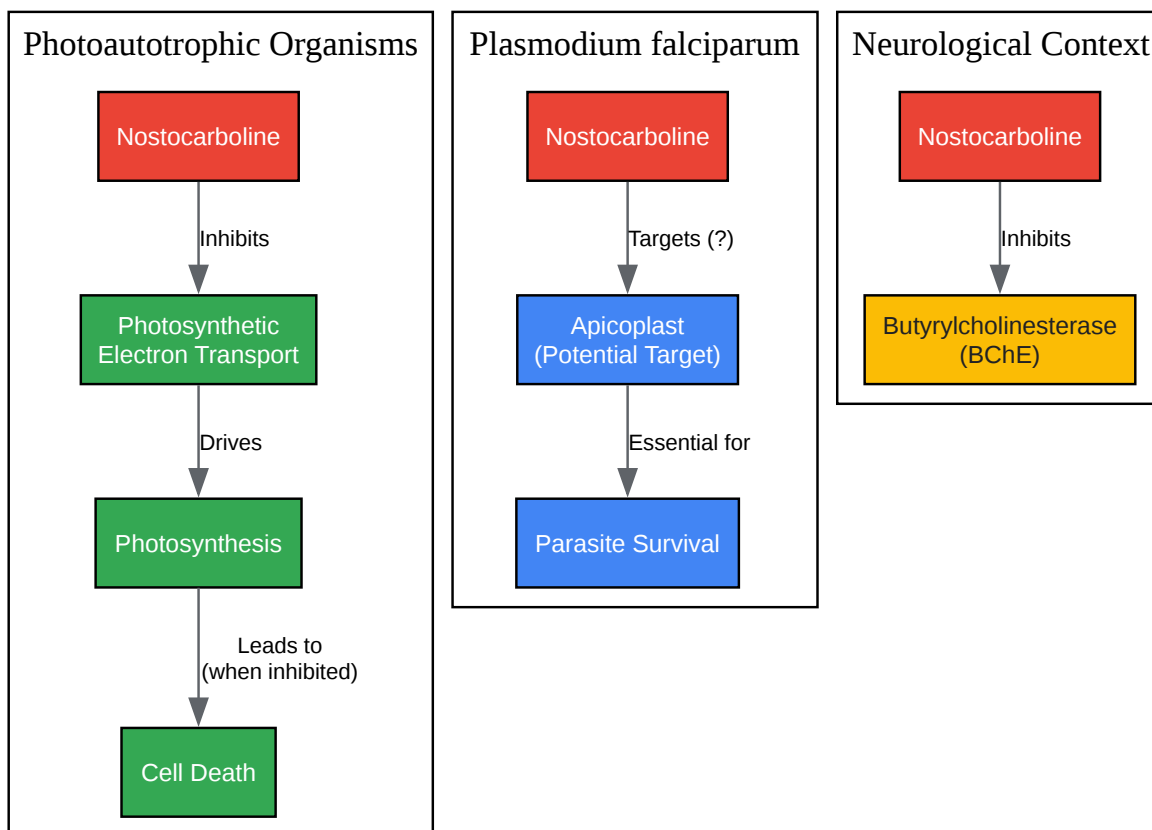 Photoautotrophic Organisms
Nostocarboline
Inhibits
Photosynthetic
Electron Transport
Drives
Photosynthesis
Leads to
(when inhibited)
Cell Death
Plasmodium falciparum
Nostocarboline
Targets (?)
Apicoplast
(Potential Target)
Essential for
Parasite Survival
Neurological Context
Nostocarboline
Inhibits
Butyrylcholinesterase
(BChE)